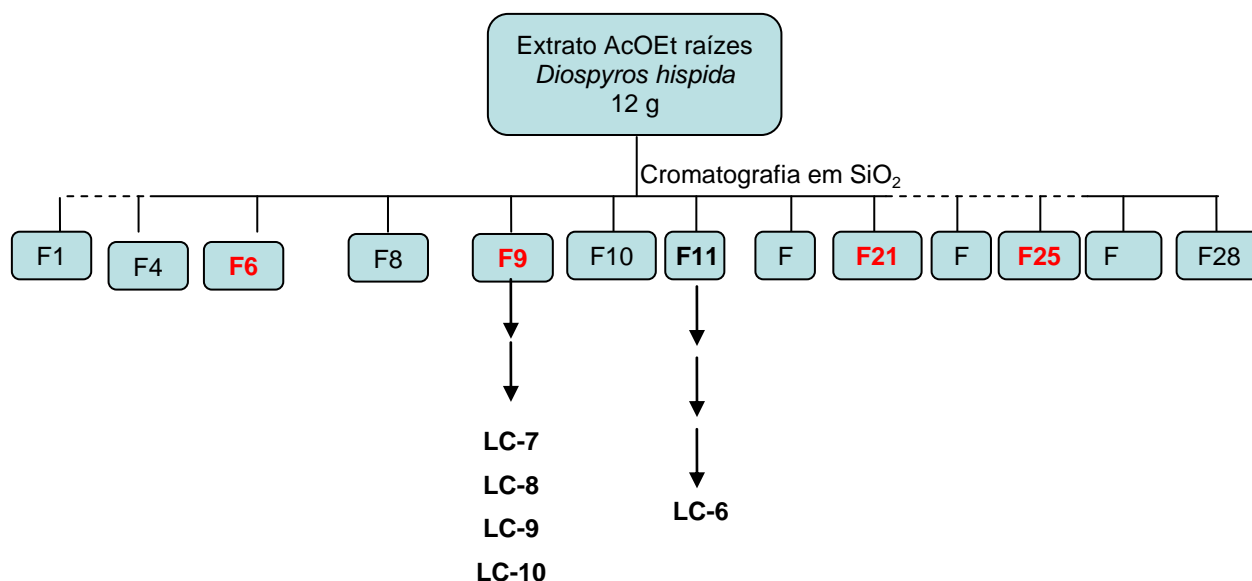 Extrato AcOEt raízes
Diospyros hispida
12 g
Cromatografia em SiO₂
F1
F4
F6
F8
F9
F10
F11
F
F21
F
F25
F
F28
LC-7
LC-8
LC-9
LC-10
LC-6